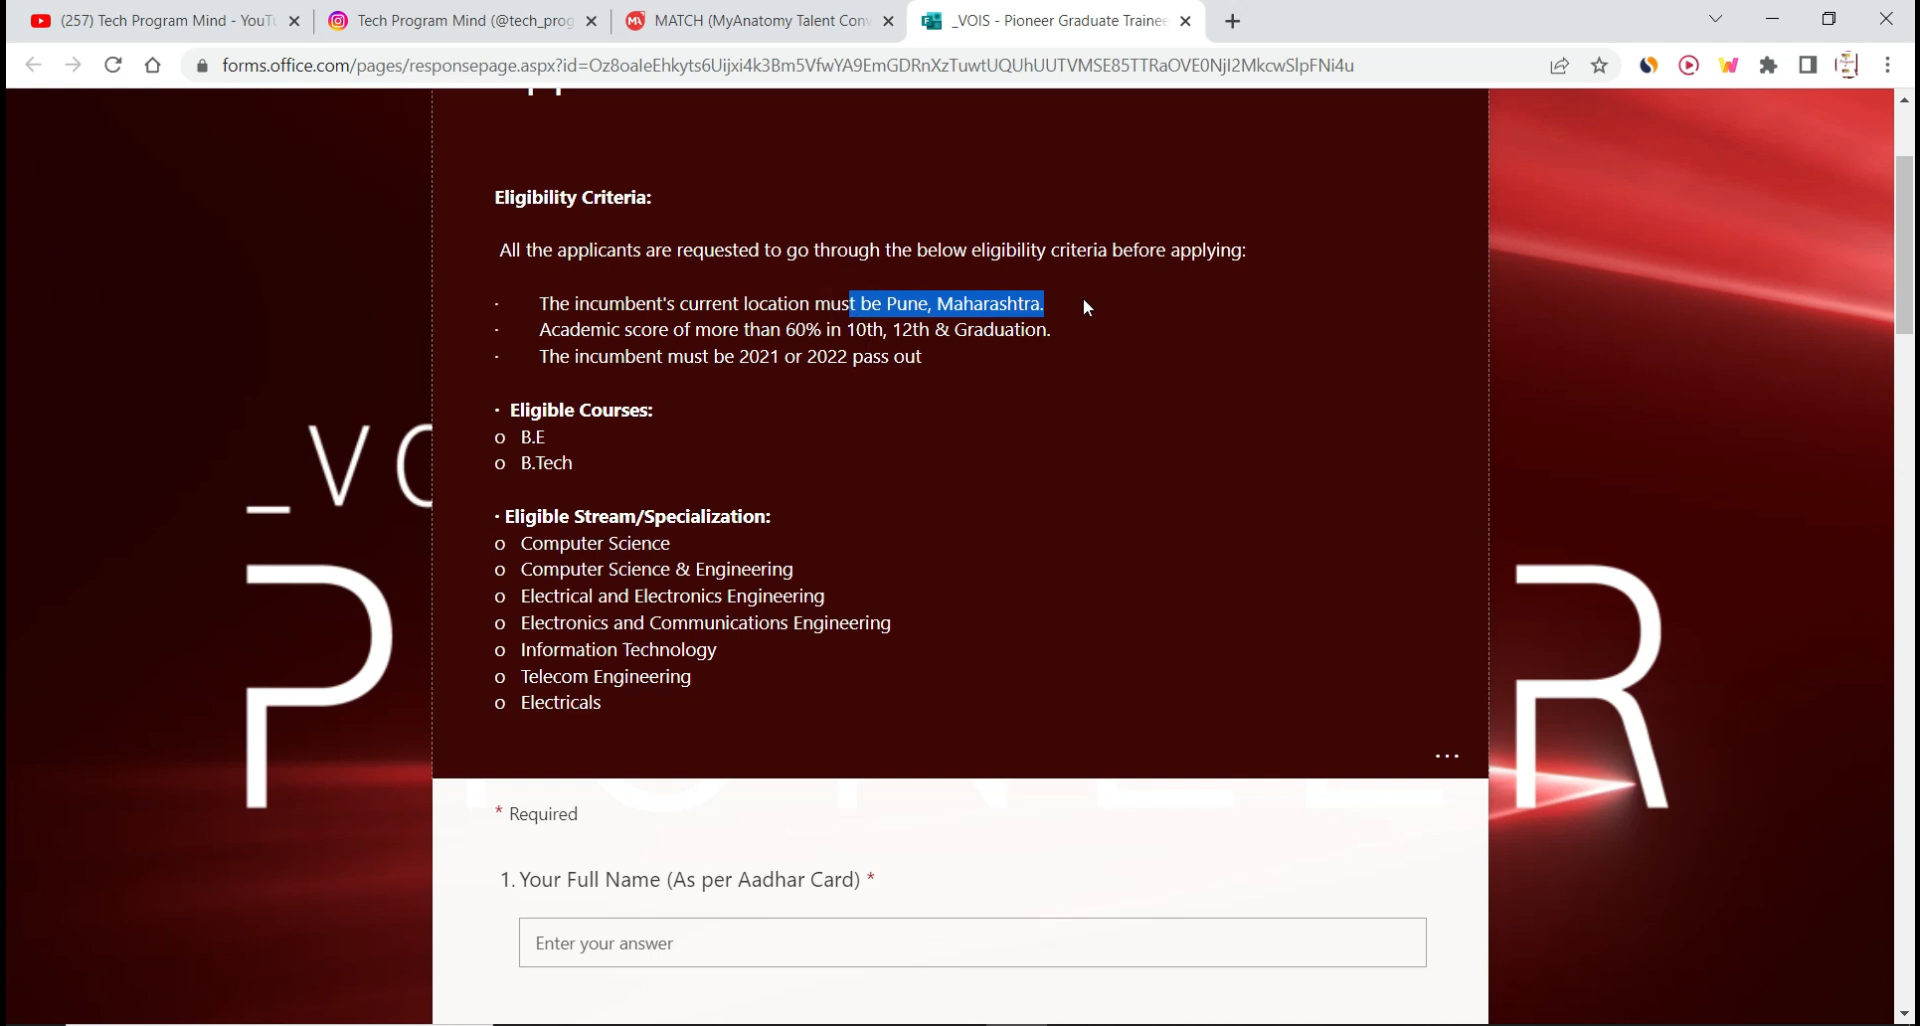 (257) Tech Program Mind - YouTu
Tech Program Mind (@tech_prog
MATCH (MyAnatomy Talent Conv
_VOIS - Pioneer Graduate Trainee
forms.office.com/pages/responsepage.aspx?id=Oz8oaleEhkyts6Uijxi4k3Bm5VfwYA9EmGDRnXzTuwtUQUhUUTVMSE85TTRaOVE0NjI2MkcwSlpFNi4u
Eligibility Criteria:
All the applicants are requested to go through the below eligibility criteria before applying:
· The incumbent's current location must be Pune, Maharashtra.
· Academic score of more than 60% in 10th, 12th & Graduation.
· The incumbent must be 2021 or 2022 pass out
· Eligible Courses:
o B.E
o B.Tech
· Eligible Stream/Specialization:
o Computer Science
o Computer Science & Engineering
o Electrical and Electronics Engineering
o Electronics and Communications Engineering
o Information Technology
o Telecom Engineering
o Electricals
_VO
P R
...
* Required
1. Your Full Name (As per Aadhar Card) *
Enter your answer